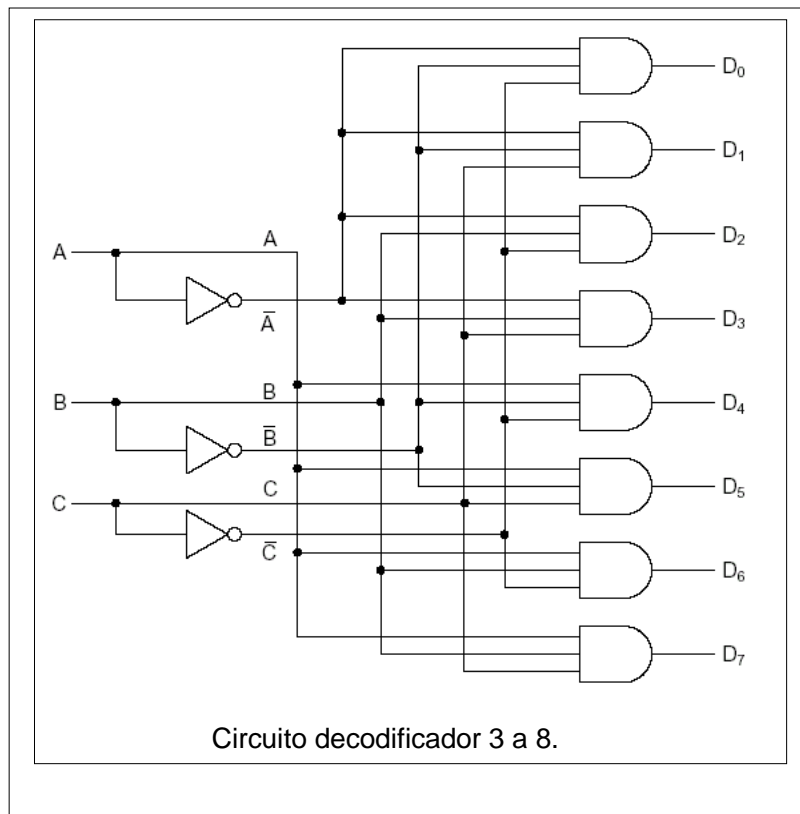 D₀
D₁
D₂
A A
A̅
D₃
B B
D₄
B̅
C C
D₅
C̅
D₆
D₇
Circuito decodificador 3 a 8.